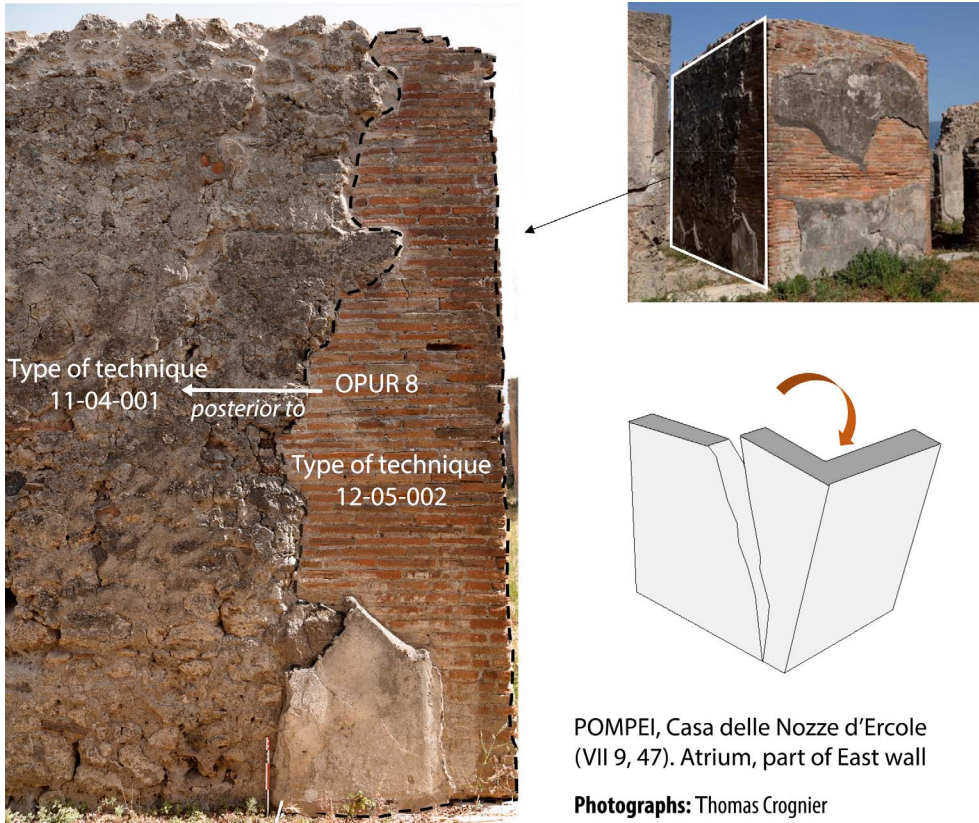 Type of technique
11-04-001
posterior to
OPUR 8
Type of technique
12-05-002
POMPEI, Casa delle Nozze d'Ercole
(VII 9, 47). Atrium, part of East wall
Photographs: Thomas Crognier